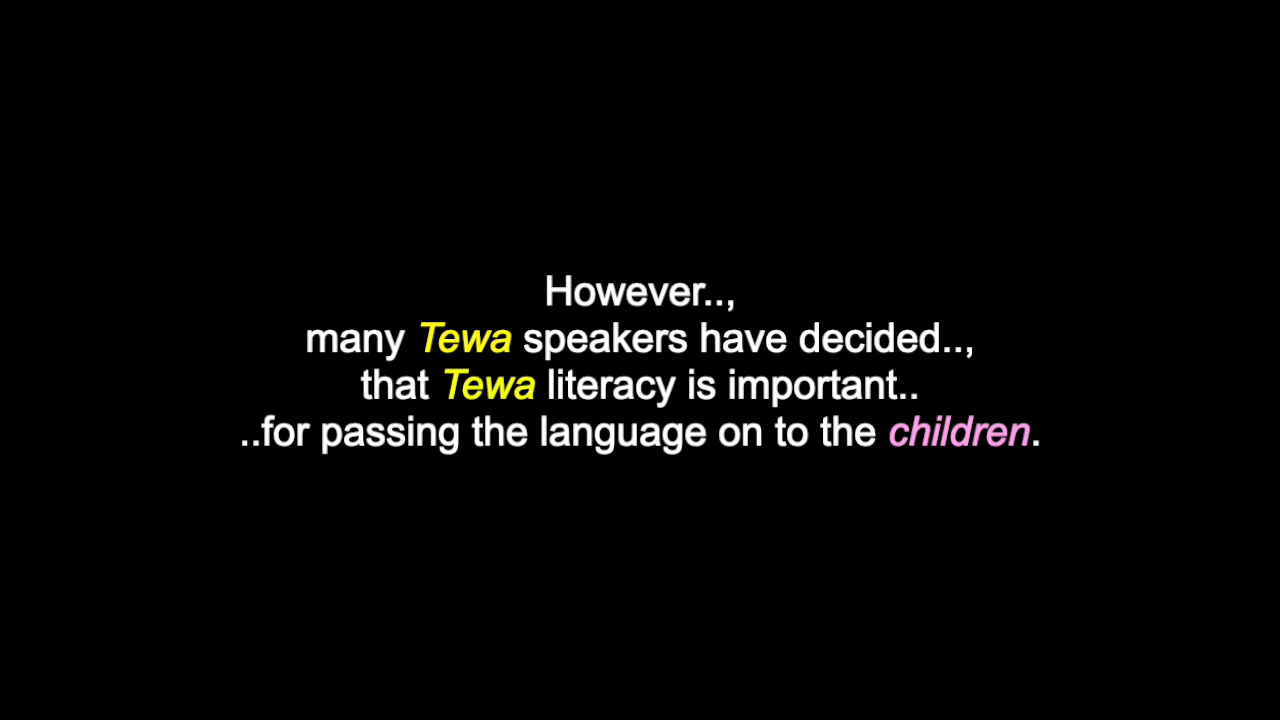 However..,
many Tewa speakers have decided..,
that Tewa literacy is important..
..for passing the language on to the children.